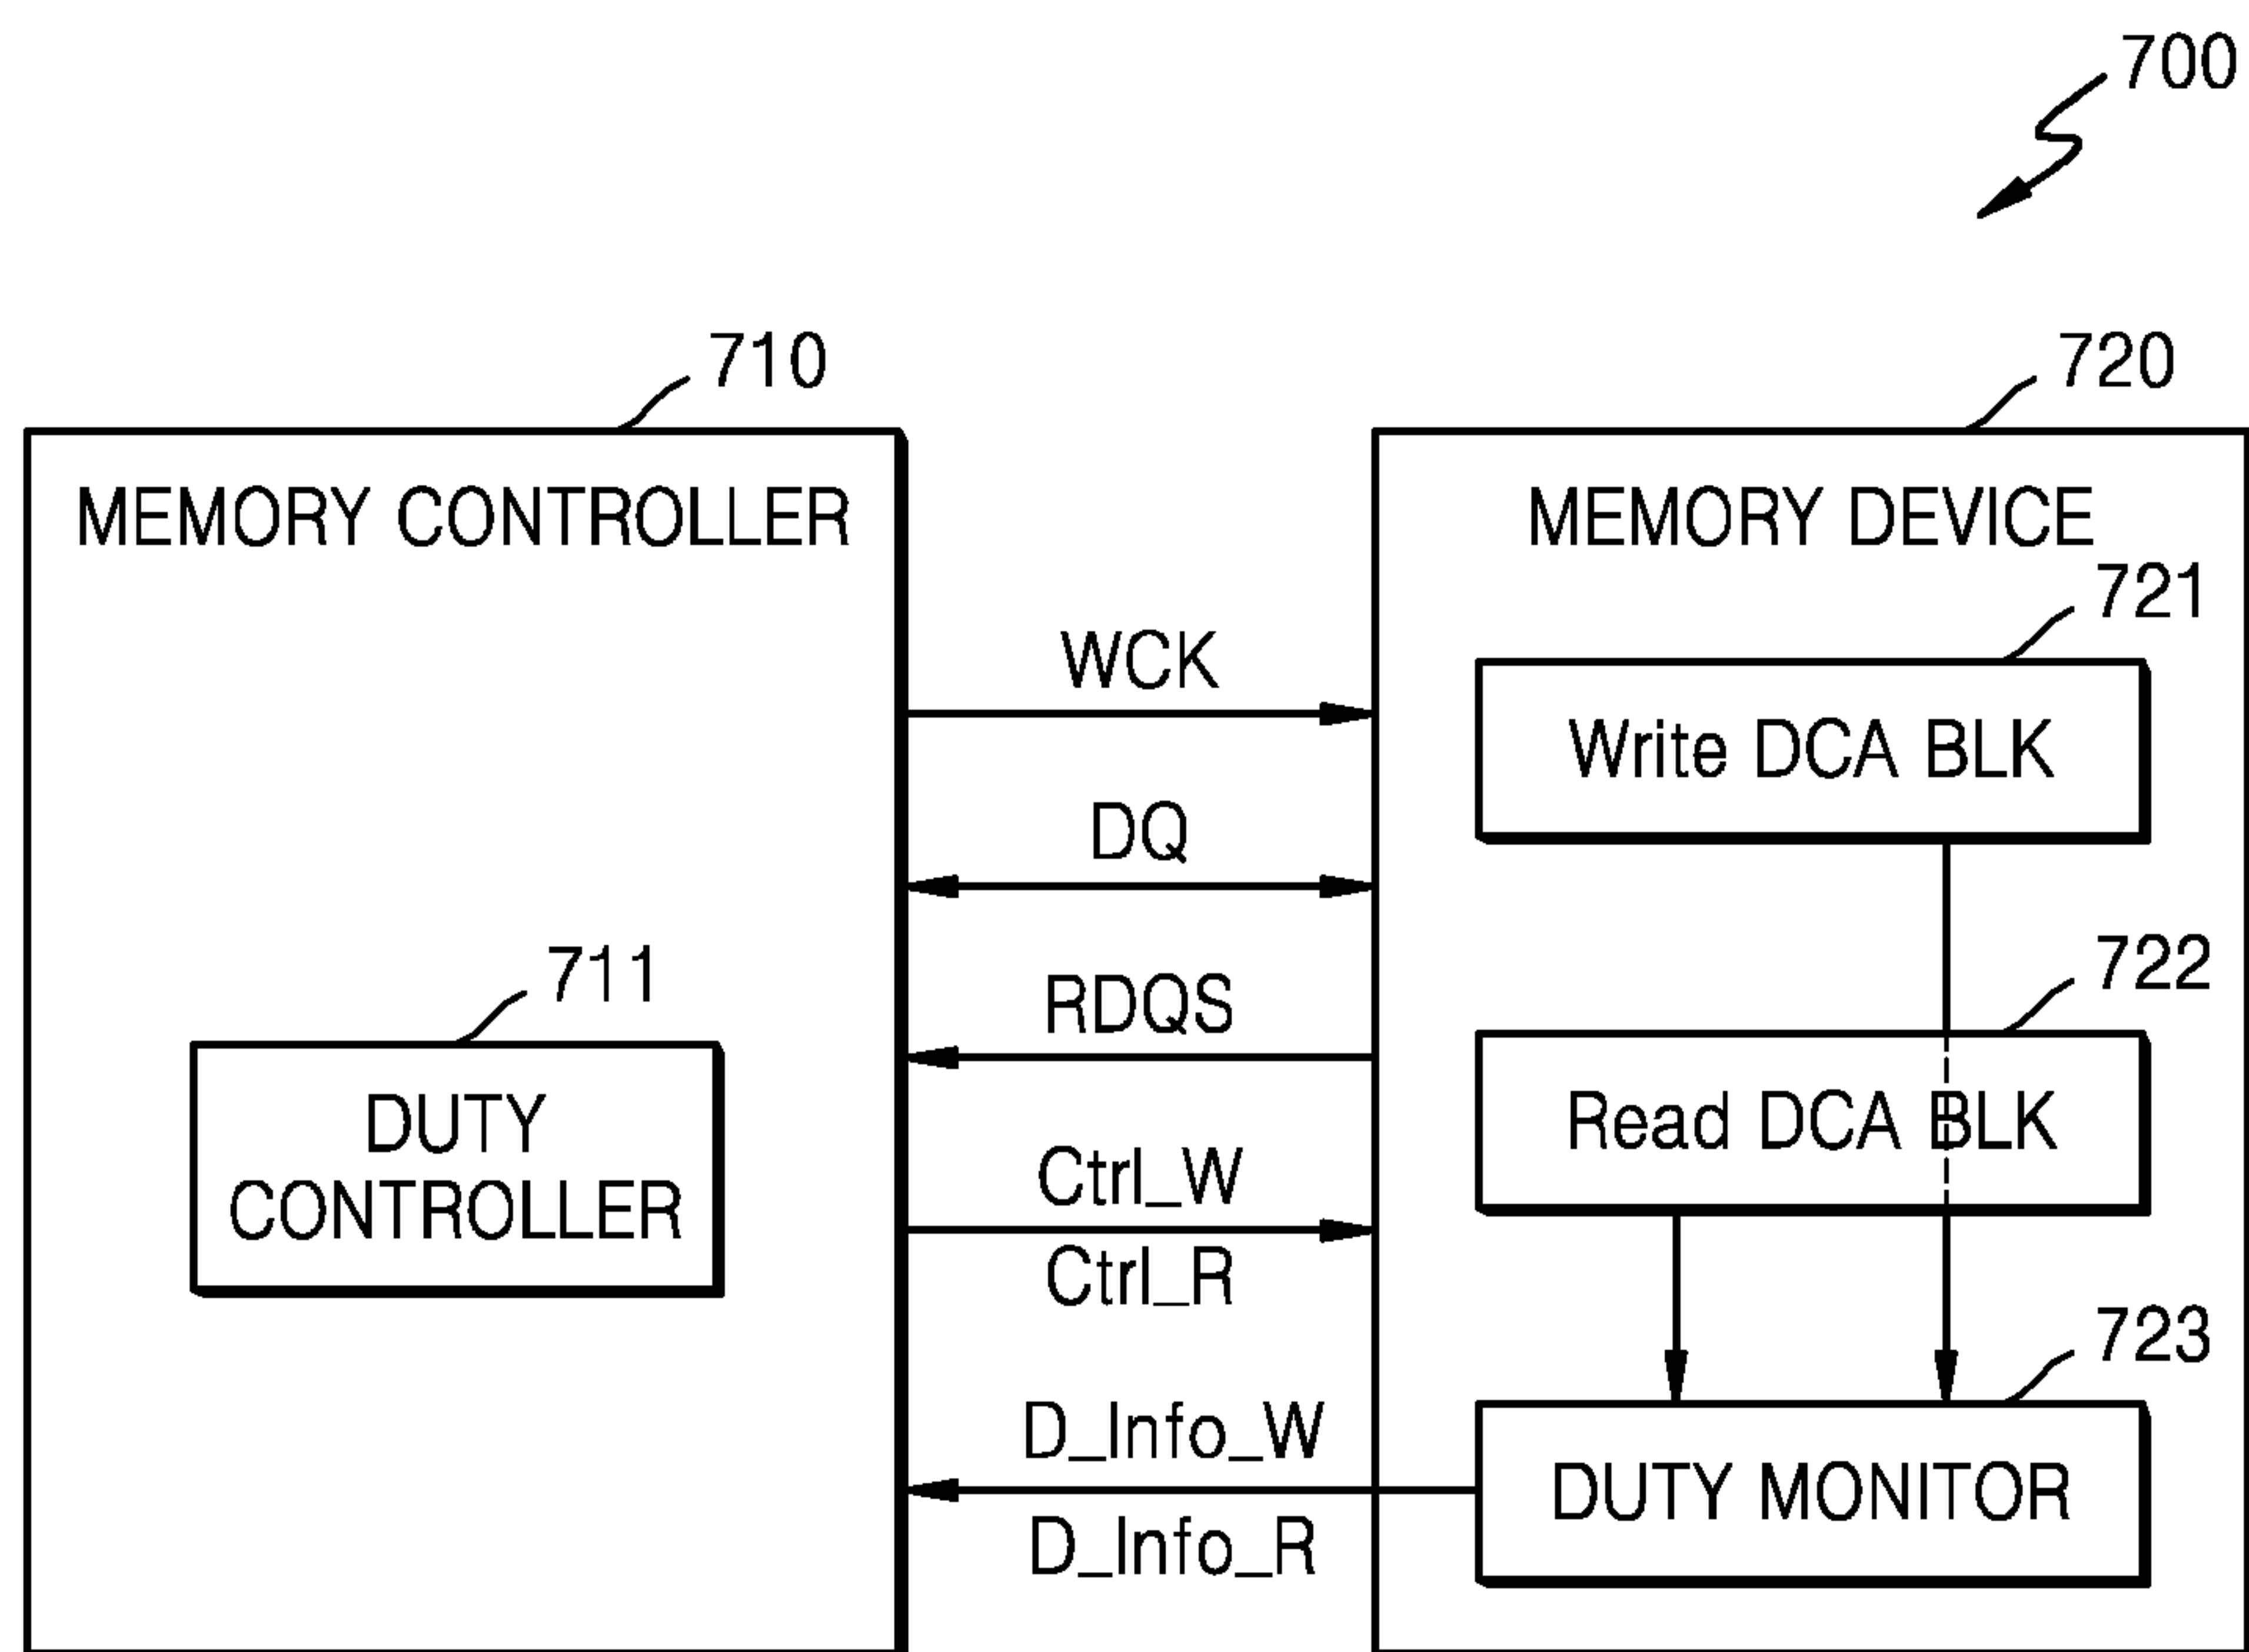 700
710
720
MEMORY CONTROLLER
MEMORY DEVICE
721
WCK
Write DCA BLK
DQ
711
722
RDQS
DUTY
CONTROLLER
Read DCA BLK
Ctrl_W
Ctrl_R
723
D_Info_W
DUTY MONITOR
D_Info_R